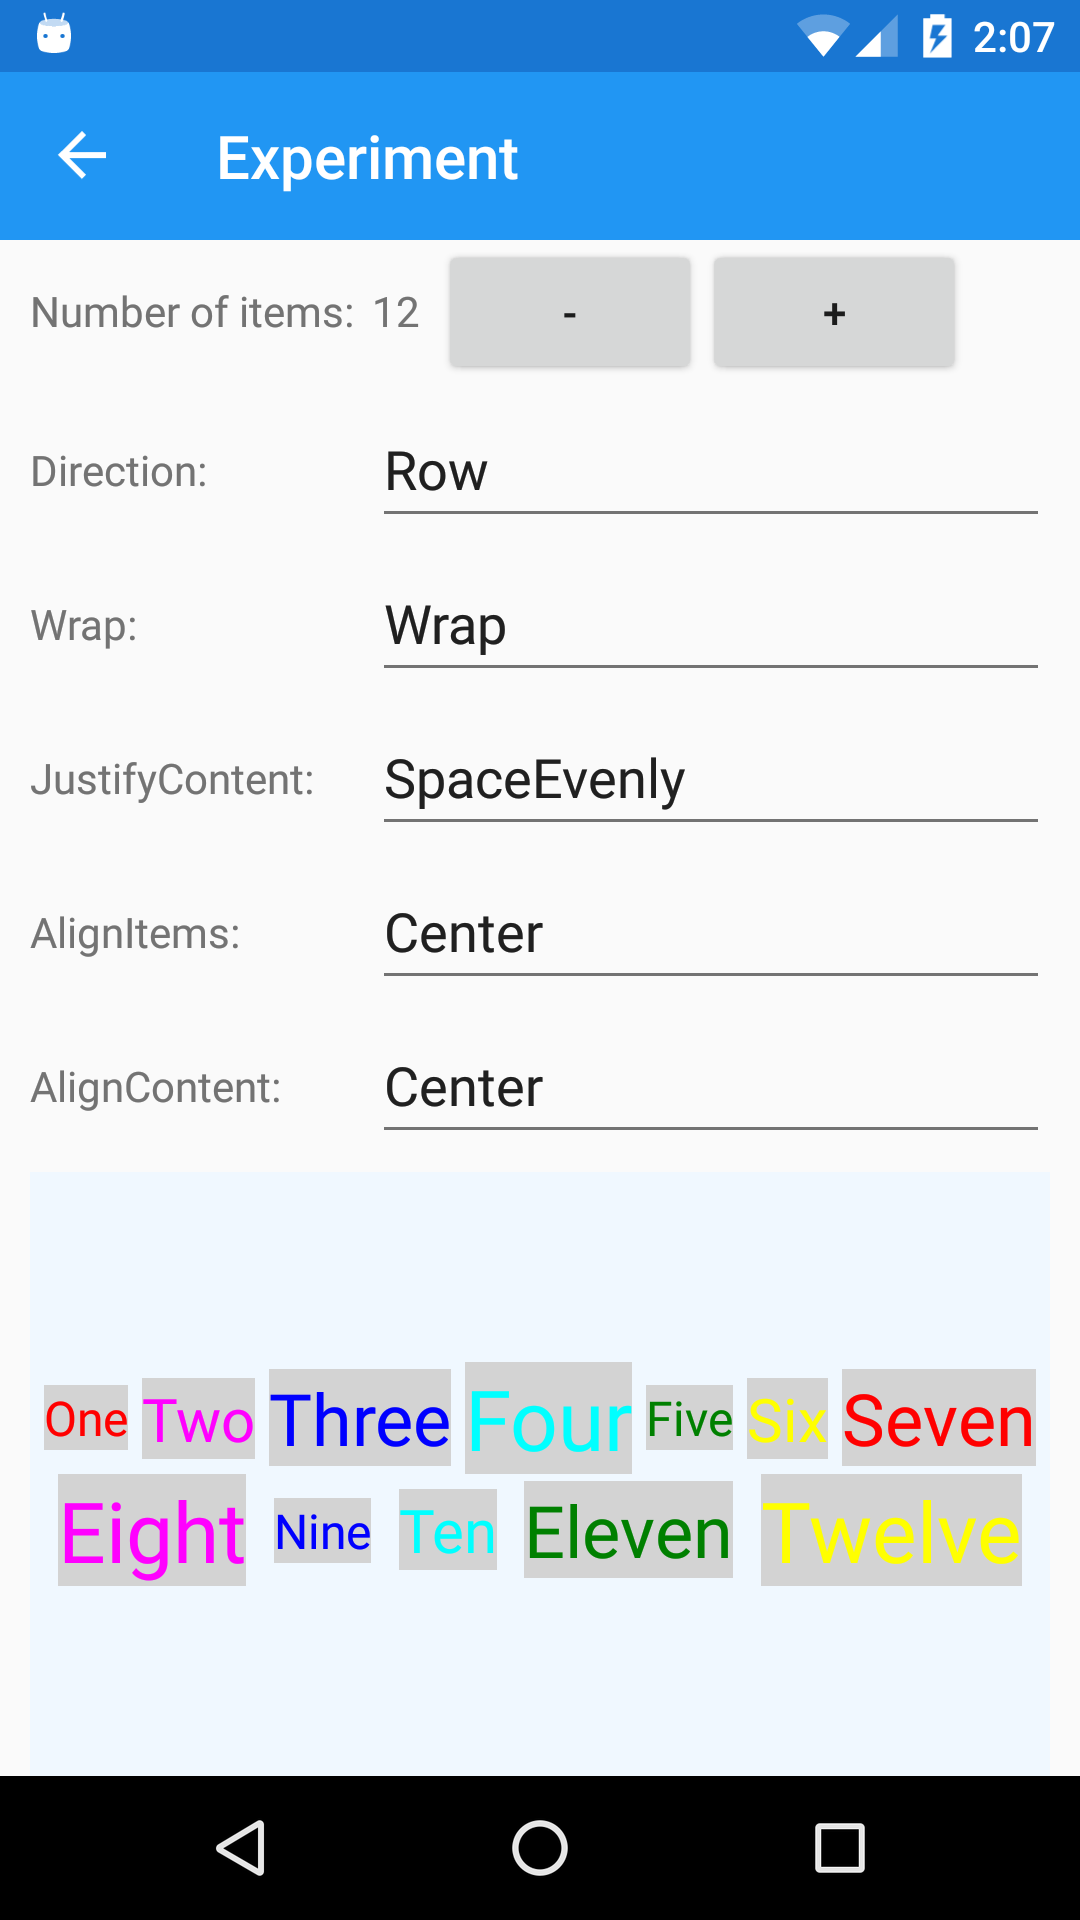 2:07
Experiment
Number of items: 12 - +
Direction: Row
Wrap: Wrap
JustifyContent: SpaceEvenly
AlignItems: Center
AlignContent: Center
One Two Three Four Five Six Seven
Eight Nine Ten Eleven Twelve